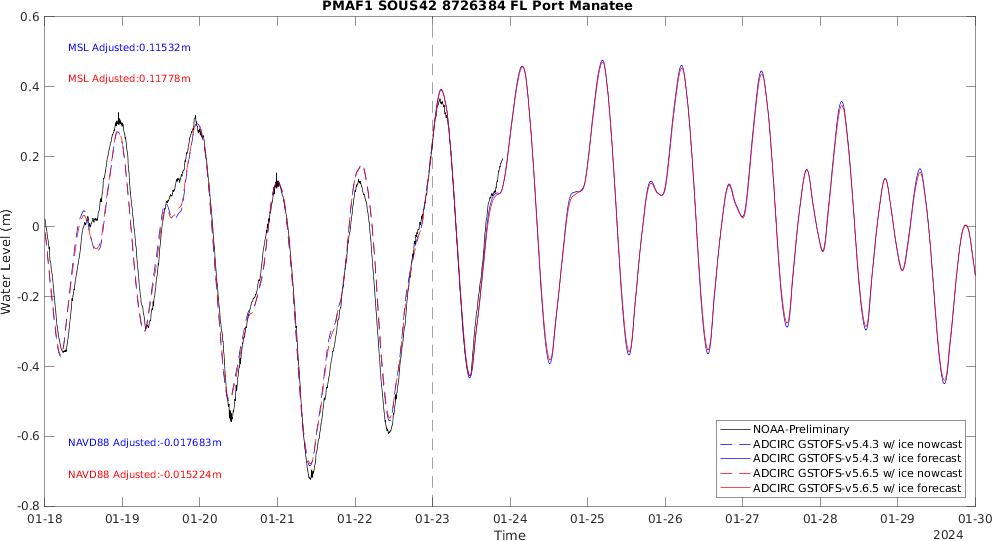 PMAF1 SOUS42 8726384 FL Port Manatee
MSL Adjusted:0.11532m
MSL Adjusted:0.11778m
NAVD88 Adjusted:-0.017683m
NAVD88 Adjusted:-0.015224m
Water Level (m)
0.6
0.4
0.2
0
-0.2
-0.4
-0.6
-0.8
NOAA-Preliminary
ADCIRC GSTOFS-v5.4.3 w/ ice nowcast
ADCIRC GSTOFS-v5.4.3 w/ ice forecast
ADCIRC GSTOFS-v5.6.5 w/ ice nowcast
ADCIRC GSTOFS-v5.6.5 w/ ice forecast
01-18 01-19 01-20 01-21 01-22 01-23 01-24 01-25 01-26 01-27 01-28 01-29 01-30
Time
2024